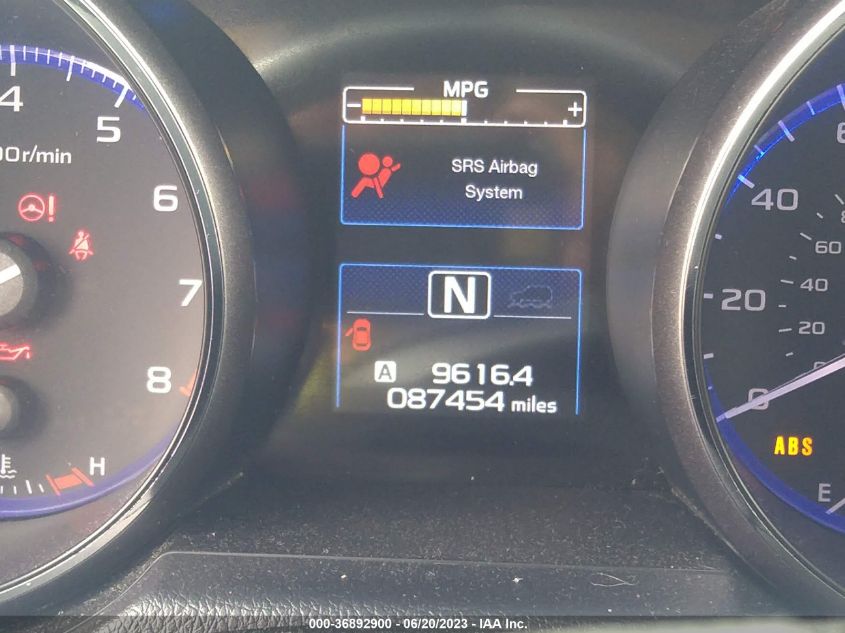 MPG
- +
SRS Airbag
System
N
A 9616.4
087454 miles
4
5
6
7
8
00r/min
H
40
20
0
60
40
20
ABS
E
000-36892900 - 06/20/2023 - IAA Inc.